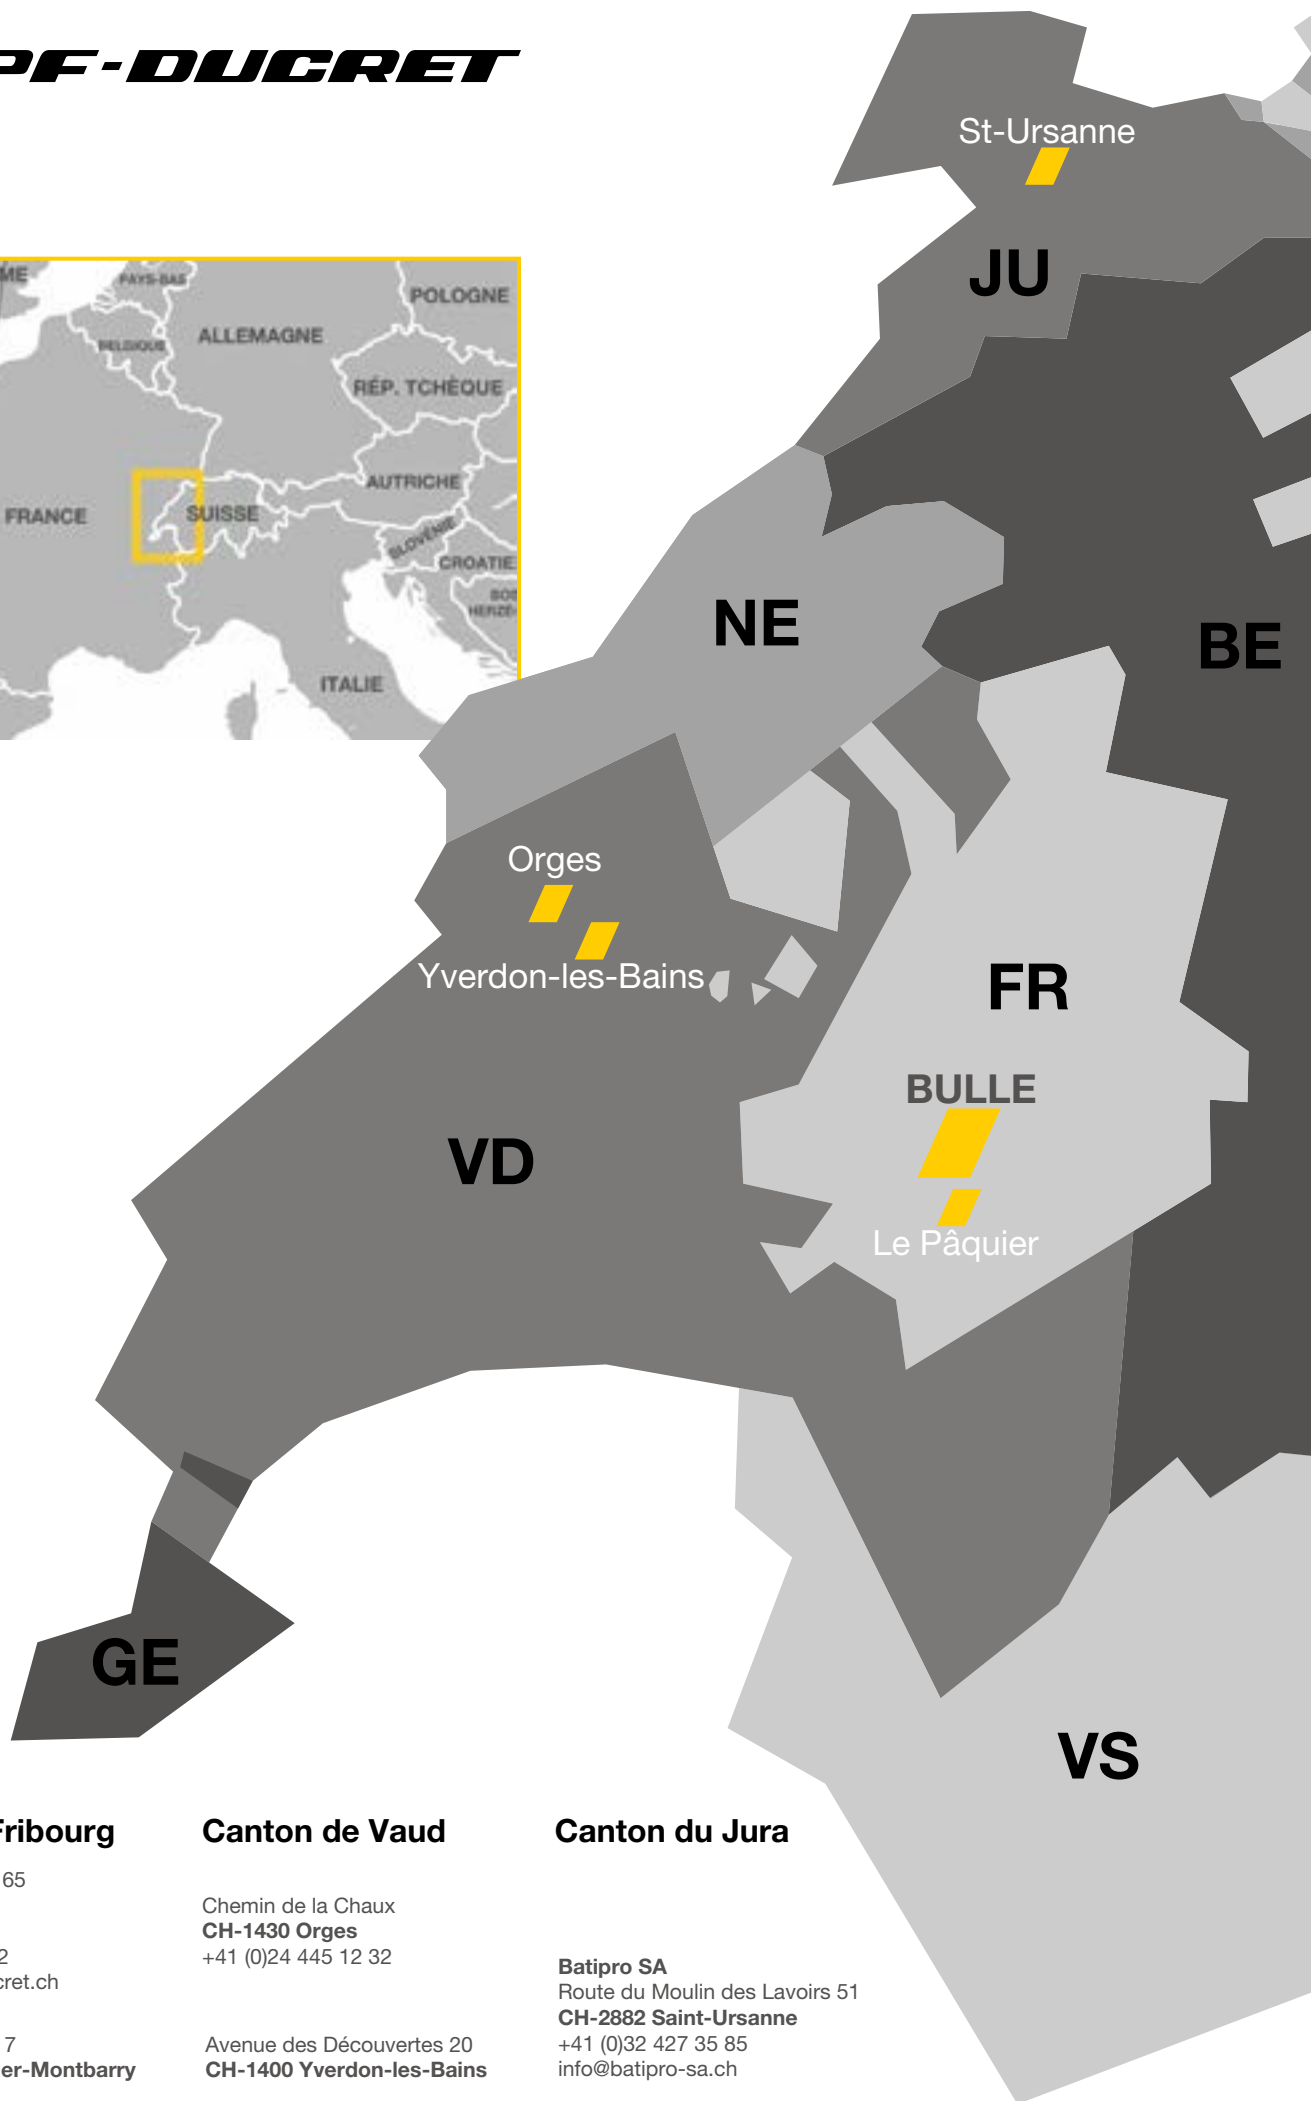 PF-DUCRET
ME
PAYS-BAS
POLOGNE
BELGIQUE
ALLEMAGNE
RÉP. TCHÈQUE
AUTRICHE
FRANCE
SUISSE
SLOVÉNIE
CROATIE
BOS
HERZÉ-
ITALIE
St-Ursanne
JU
NE
BE
Orges
Yverdon-les-Bains
FR
BULLE
Le Pâquier
VD
GE
VS
Fribourg
65
2
cret.ch
7
er-Montbarry
Canton de Vaud
Chemin de la Chaux
CH-1430 Orges
+41 (0)24 445 12 32
Avenue des Découvertes 20
CH-1400 Yverdon-les-Bains
Canton du Jura
Batipro SA
Route du Moulin des Lavoirs 51
CH-2882 Saint-Ursanne
+41 (0)32 427 35 85
info@batipro-sa.ch